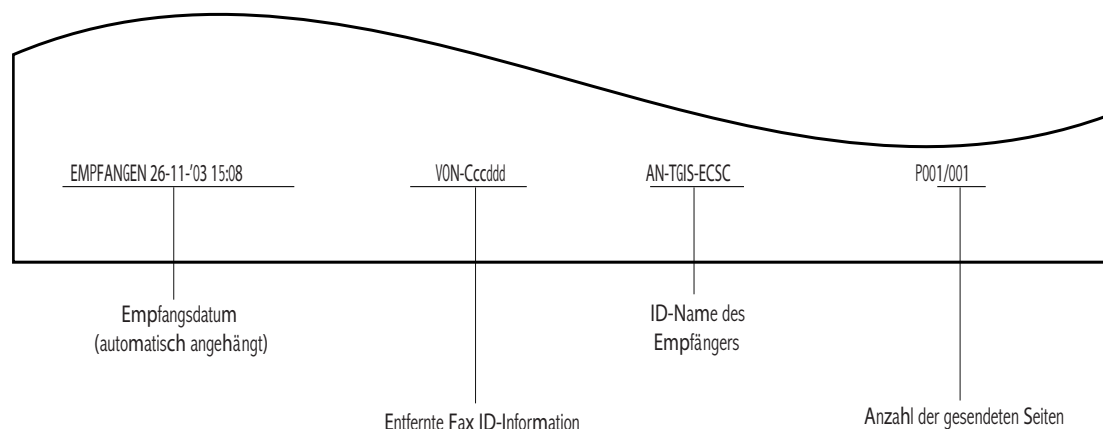 EMPFANGEN 26-11-'03 15:08 VON-Cccddd AN-TGIS-ECSC P001/001
Empfangsdatum
(automatisch angehängt)
ID-Name des
Empfängers
Entfernte Fax ID-Information
Anzahl der gesendeten Seiten